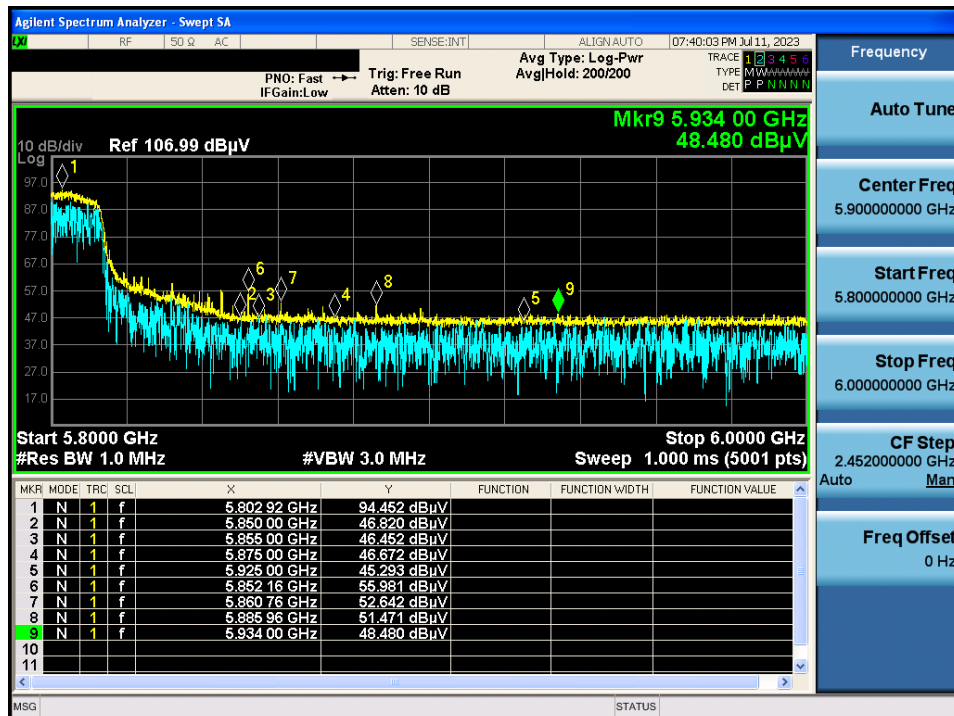 Agilent Spectrum Analyzer - Swept SA
LXI RF 50 Ω AC SENSE:INT ALIGN AUTO 07:40:03 PM Jul 11, 2023
Frequency
PNO: Fast
IFGain:Low
Trig: Free Run
Atten: 10 dB
Avg Type: Log-Pwr
Avg|Hold: 200/200
TRACE 1 2 3 4 5 6
TYPE M W
DET P P N N N N
Auto Tune
Mkr9 5.934 00 GHz
48.480 dBµV
10 dB/div Ref 106.99 dBµV
Log
97.0
87.0
77.0
67.0
57.0
47.0
37.0
27.0
17.0
1
6
7
8
2
3
4
5
9
Start 5.8000 GHz Stop 6.0000 GHz
#Res BW 1.0 MHz #VBW 3.0 MHz Sweep 1.000 ms (5001 pts)
Center Freq
5.900000000 GHz
Start Freq
5.800000000 GHz
Stop Freq
6.000000000 GHz
CF Step
2.452000000 GHz
Auto Man
Freq Offset
0 Hz
MKR MODE TRC SCL X Y FUNCTION FUNCTION WIDTH FUNCTION VALUE
1 N 1 f 5.802 92 GHz 94.452 dBµV
2 N 1 f 5.850 00 GHz 46.820 dBµV
3 N 1 f 5.855 00 GHz 46.452 dBµV
4 N 1 f 5.875 00 GHz 46.672 dBµV
5 N 1 f 5.925 00 GHz 45.293 dBµV
6 N 1 f 5.852 16 GHz 55.981 dBµV
7 N 1 f 5.860 76 GHz 52.642 dBµV
8 N 1 f 5.885 96 GHz 51.471 dBµV
9 N 1 f 5.934 00 GHz 48.480 dBµV
10
11
MSG STATUS